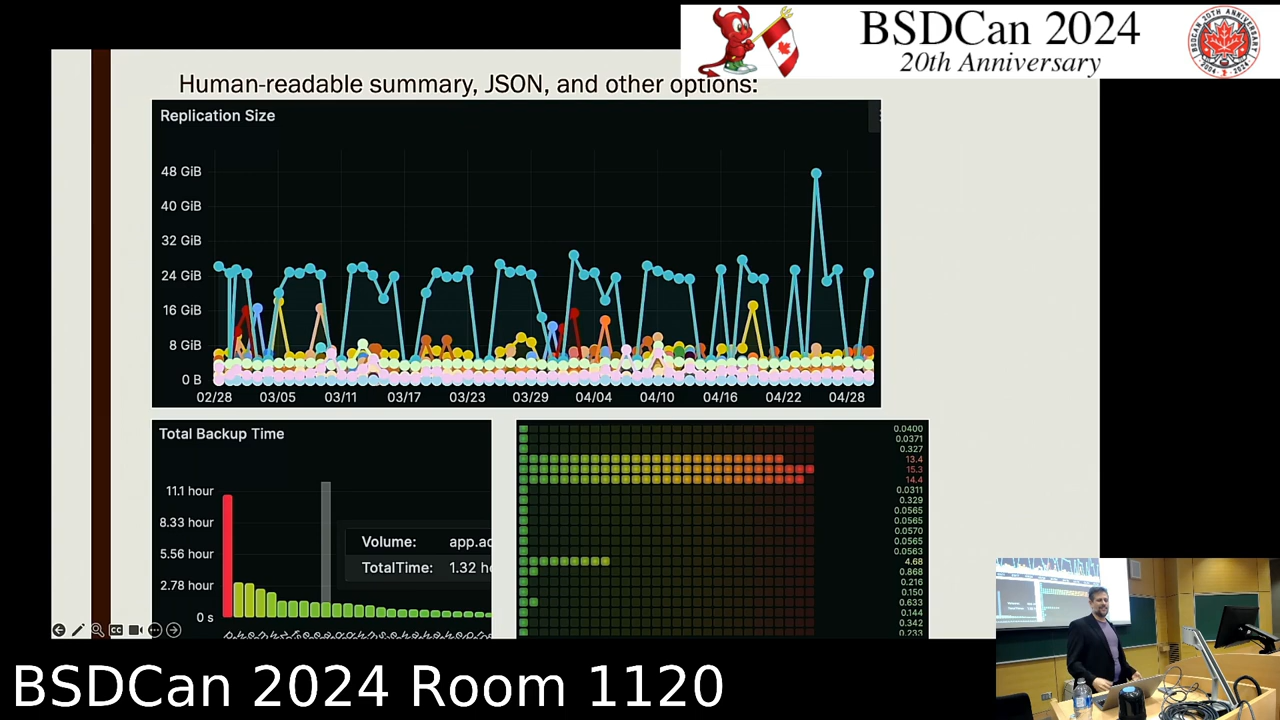 BSDCan 2024
20th Anniversary
Human-readable summary, JSON, and other options:
Replication Size
48 GiB
40 GiB
32 GiB
24 GiB
16 GiB
8 GiB
0 B
02/28 03/05 03/11 03/17 03/23 03/29 04/04 04/10 04/16 04/22 04/28
Total Backup Time
11.1 hour
8.33 hour
5.56 hour
2.78 hour
0 s
Volume: app.ac
TotalTime: 1.32 h
0.0400
0.0371
0.327
13.4
15.3
14.4
0.0311
0.329
0.0565
0.0565
0.0570
0.0565
0.0563
4.68
0.868
0.216
0.150
0.633
0.144
0.342
0.233
BSDCan 2024 Room 1120